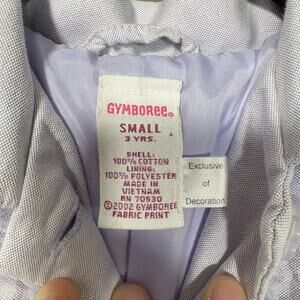 GYMBOREE®
SMALL
3 YRS.
SHELL:
100% COTTON
LINING:
100% POLYESTER
MADE IN
VIETNAM
RN 70530
©2002 GYMBOREE
FABRIC PRINT
Exclusive
of
Decoration